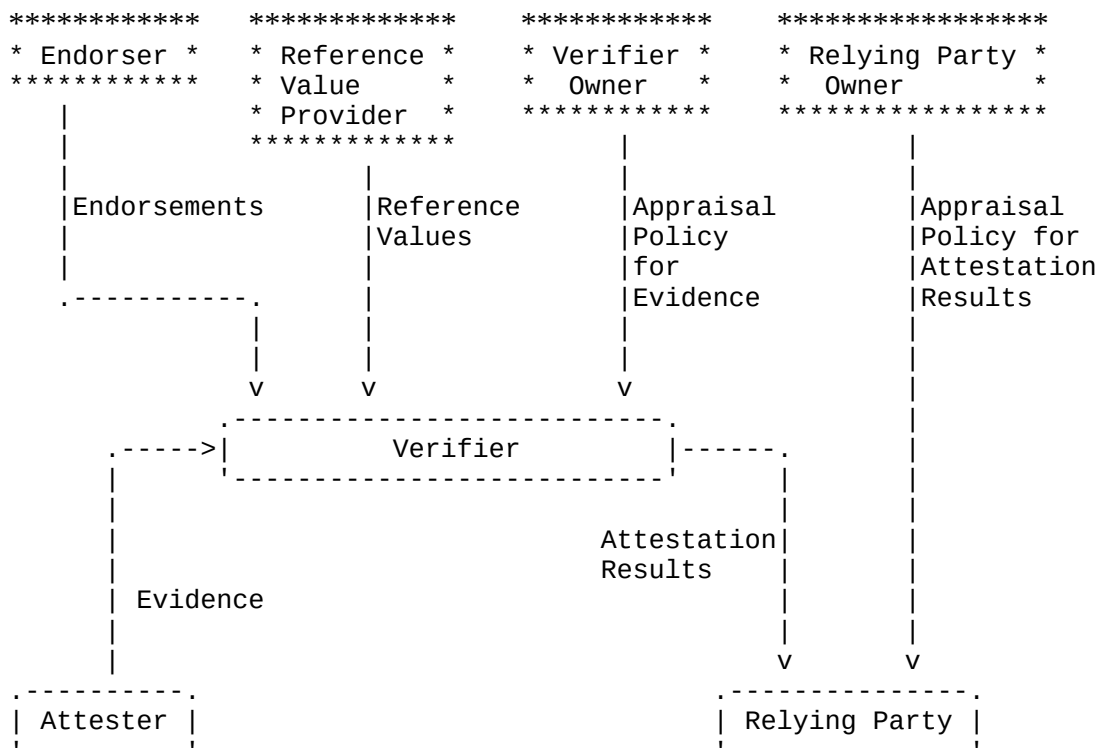 Endorser
Reference
Value
Provider
Verifier
Owner
Relying Party
Owner
Endorsements
Reference
Values
Appraisal
Policy
for
Evidence
Appraisal
Policy for
Attestation
Results
Verifier
Attestation
Results
Evidence
Attester
Relying Party